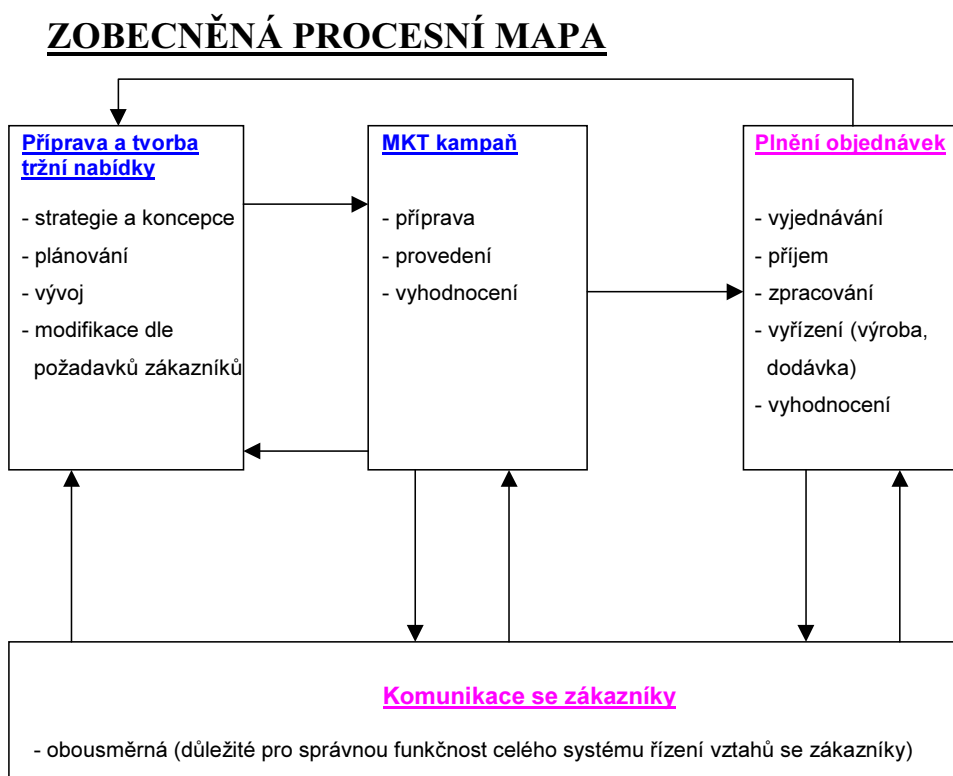 ZOBECNĚNÁ PROCESNÍ MAPA
Příprava a tvorba
tržní nabídky
- strategie a koncepce
- plánování
- vývoj
- modifikace dle
požadavků zákazníků
MKT kampaň
- příprava
- provedení
- vyhodnocení
Plnění objednávek
- vyjednávání
- příjem
- zpracování
- vyřízení (výroba,
dodávka)
- vyhodnocení
Komunikace se zákazníky
- obousměrná (důležité pro správnou funkčnost celého systému řízení vztahů se zákazníky)